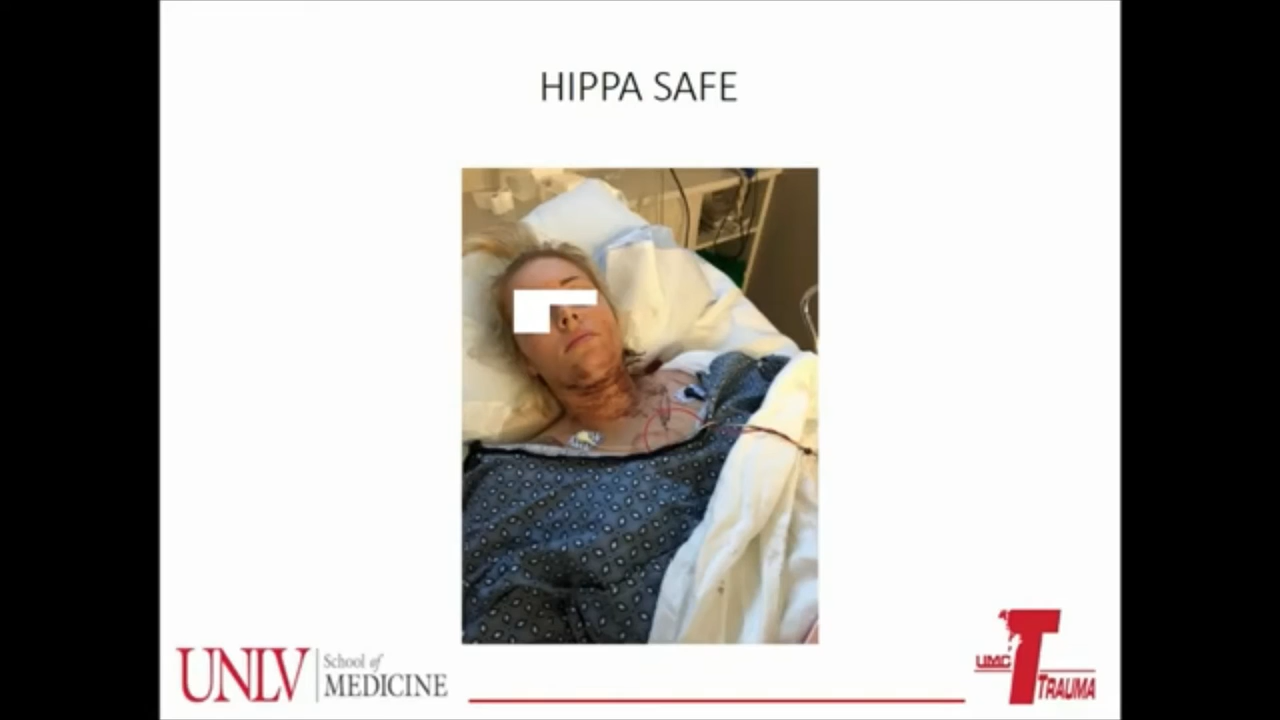 HIPPA SAFE
UNLV
School of
MEDICINE
UMC
TRAUMA